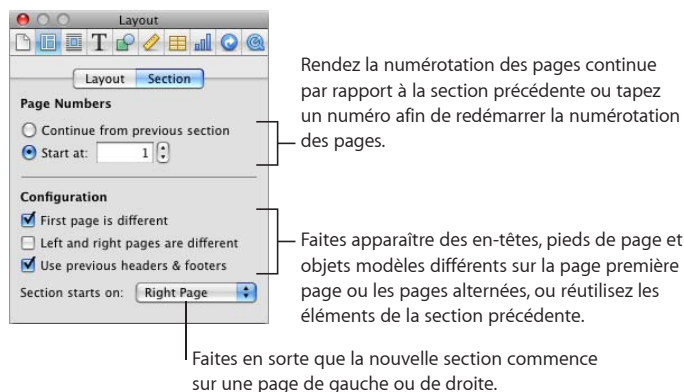 Layout
Layout Section
Page Numbers
Continue from previous section
Start at: 1
Configuration
First page is different
Left and right pages are different
Use previous headers & footers
Section starts on: Right Page
Rendez la numérotation des pages continue
par rapport à la section précédente ou tapez
un numéro afin de redémarrer la numérotation
des pages.
Faites apparaître des en-têtes, pieds de page et
objets modèles différents sur la page première
page ou les pages alternées, ou réutilisez les
éléments de la section précédente.
Faites en sorte que la nouvelle section commence
sur une page de gauche ou de droite.